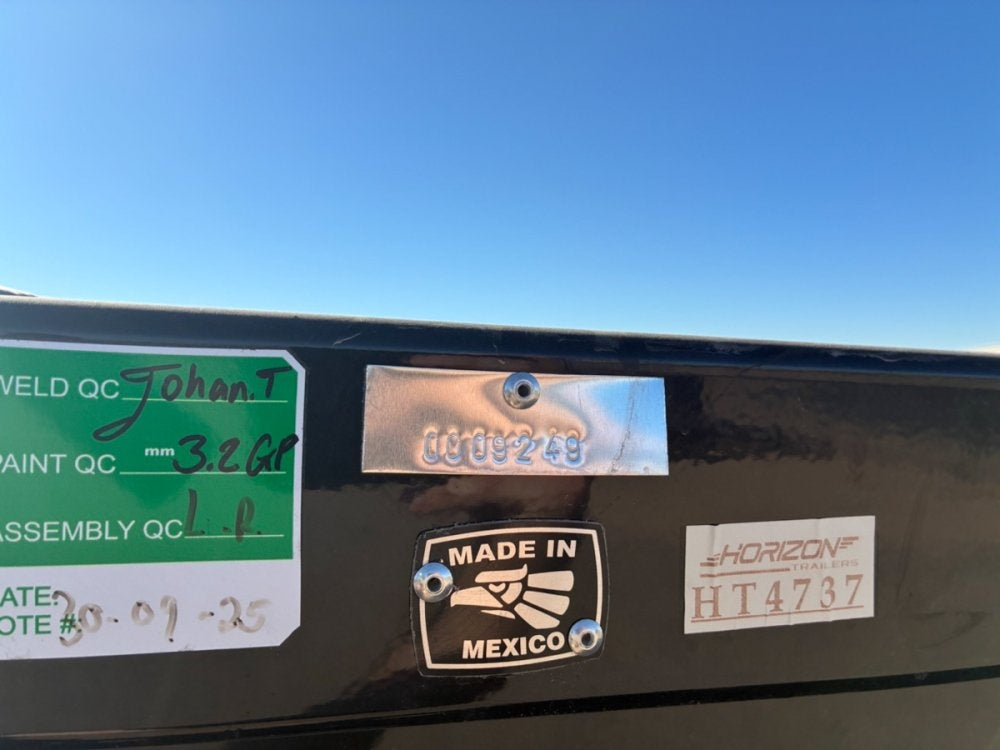 WELD QC Johan.T
PAINT QC mm 3.2 GP
ASSEMBLY QC L.P.
ATE:
OTE #: 30-09-25
0009249
MADE IN
MEXICO
HORIZON
TRAILERS
HT4737